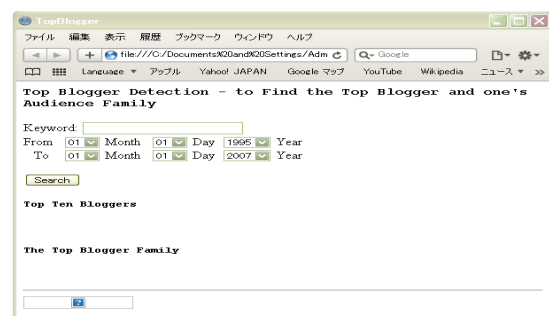 TopBlogger
ファイル 編集 表示 履歴 ブックマーク ウィンドウ ヘルプ
file:///C:/Documents%20and%20Settings/Adm Google
Language アップル Yahoo! JAPAN Google マップ YouTube Wikipedia ニュース
Top Blogger Detection - to Find the Top Blogger and one's
Audience Family
Keyword:
From 01 Month 01 Day 1995 Year
To 01 Month 01 Day 2007 Year
Search
Top Ten Bloggers
The Top Blogger Family